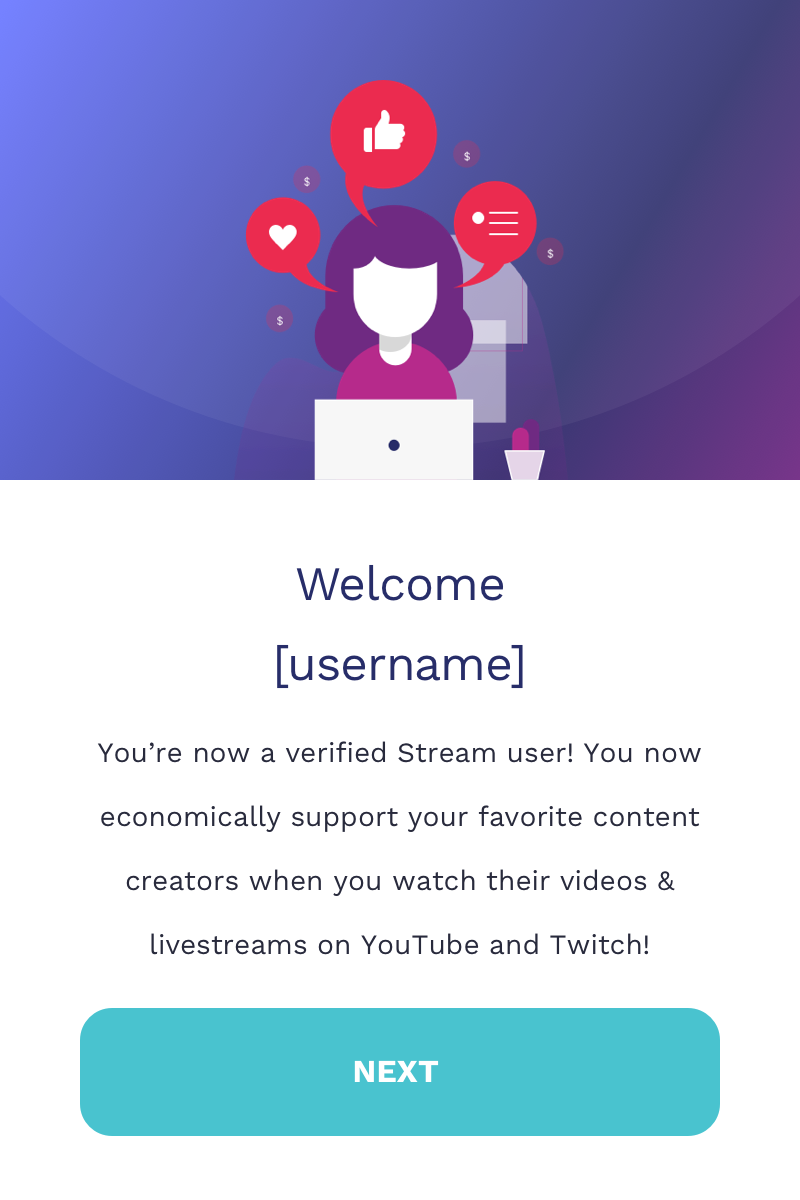 $
$
$
$
Welcome
[username]
You’re now a verified Stream user! You now
economically support your favorite content
creators when you watch their videos &
livestreams on YouTube and Twitch!
NEXT